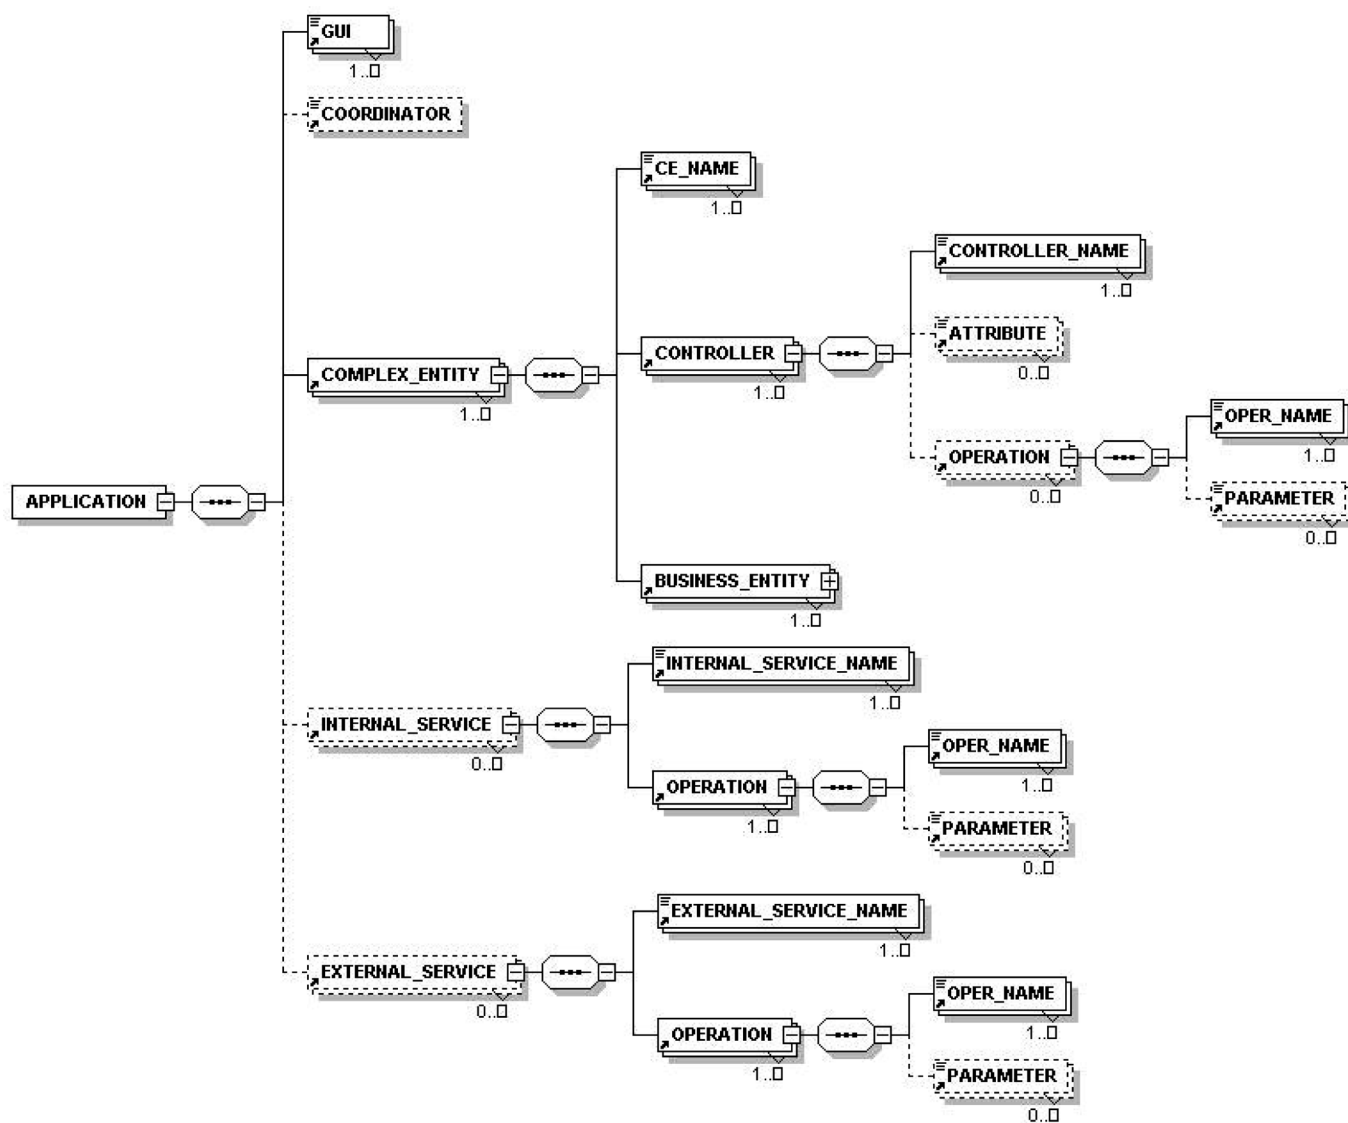 GUI
1..
COORDINATOR
CE_NAME
1..
CONTROLLER_NAME
1..
ATTRIBUTE
0..
CONTROLLER
1..
COMPLEX_ENTITY
1..
OPER_NAME
1..
OPERATION
0..
PARAMETER
0..
APPLICATION
BUSINESS_ENTITY
1..
INTERNAL_SERVICE_NAME
1..
INTERNAL_SERVICE
0..
OPER_NAME
1..
OPERATION
1..
PARAMETER
0..
EXTERNAL_SERVICE_NAME
1..
EXTERNAL_SERVICE
0..
OPER_NAME
1..
OPERATION
1..
PARAMETER
0..